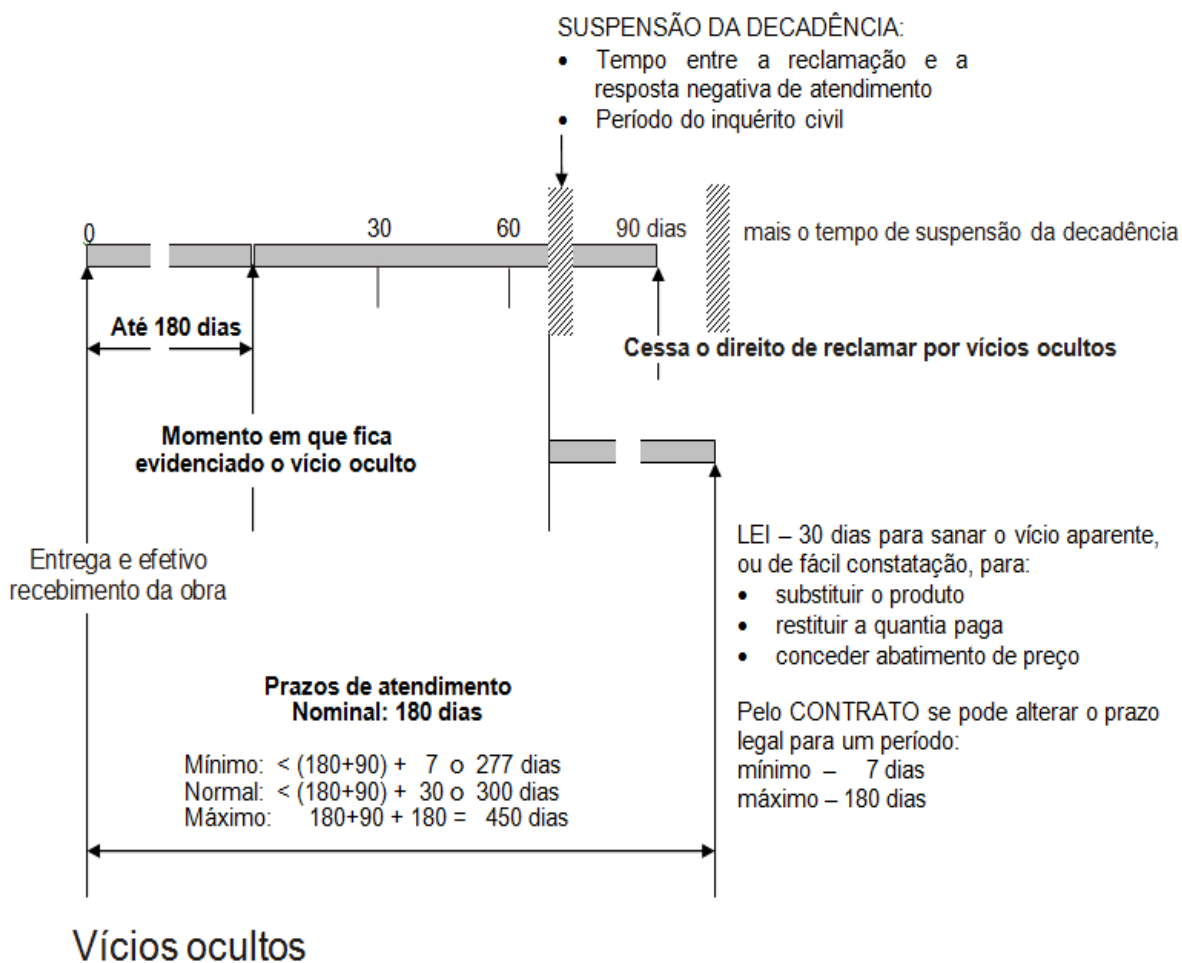 SUSPENSÃO DA DECADÊNCIA:
• Tempo entre a reclamação e a
resposta negativa de atendimento
• Período do inquérito civil
0
30
60
90 dias
mais o tempo de suspensão da decadência
Até 180 dias
Cessa o direito de reclamar por vícios ocultos
Momento em que fica
evidenciado o vício oculto
Entrega e efetivo
recebimento da obra
LEI – 30 dias para sanar o vício aparente,
ou de fácil constatação, para:
• substituir o produto
• restituir a quantia paga
• conceder abatimento de preço
Prazos de atendimento
Nominal: 180 dias
Pelo CONTRATO se pode alterar o prazo
legal para um período:
mínimo – 7 dias
máximo – 180 dias
Mínimo: < (180+90) + 7 o 277 dias
Normal: < (180+90) + 30 o 300 dias
Máximo: 180+90 + 180 = 450 dias
Vícios ocultos